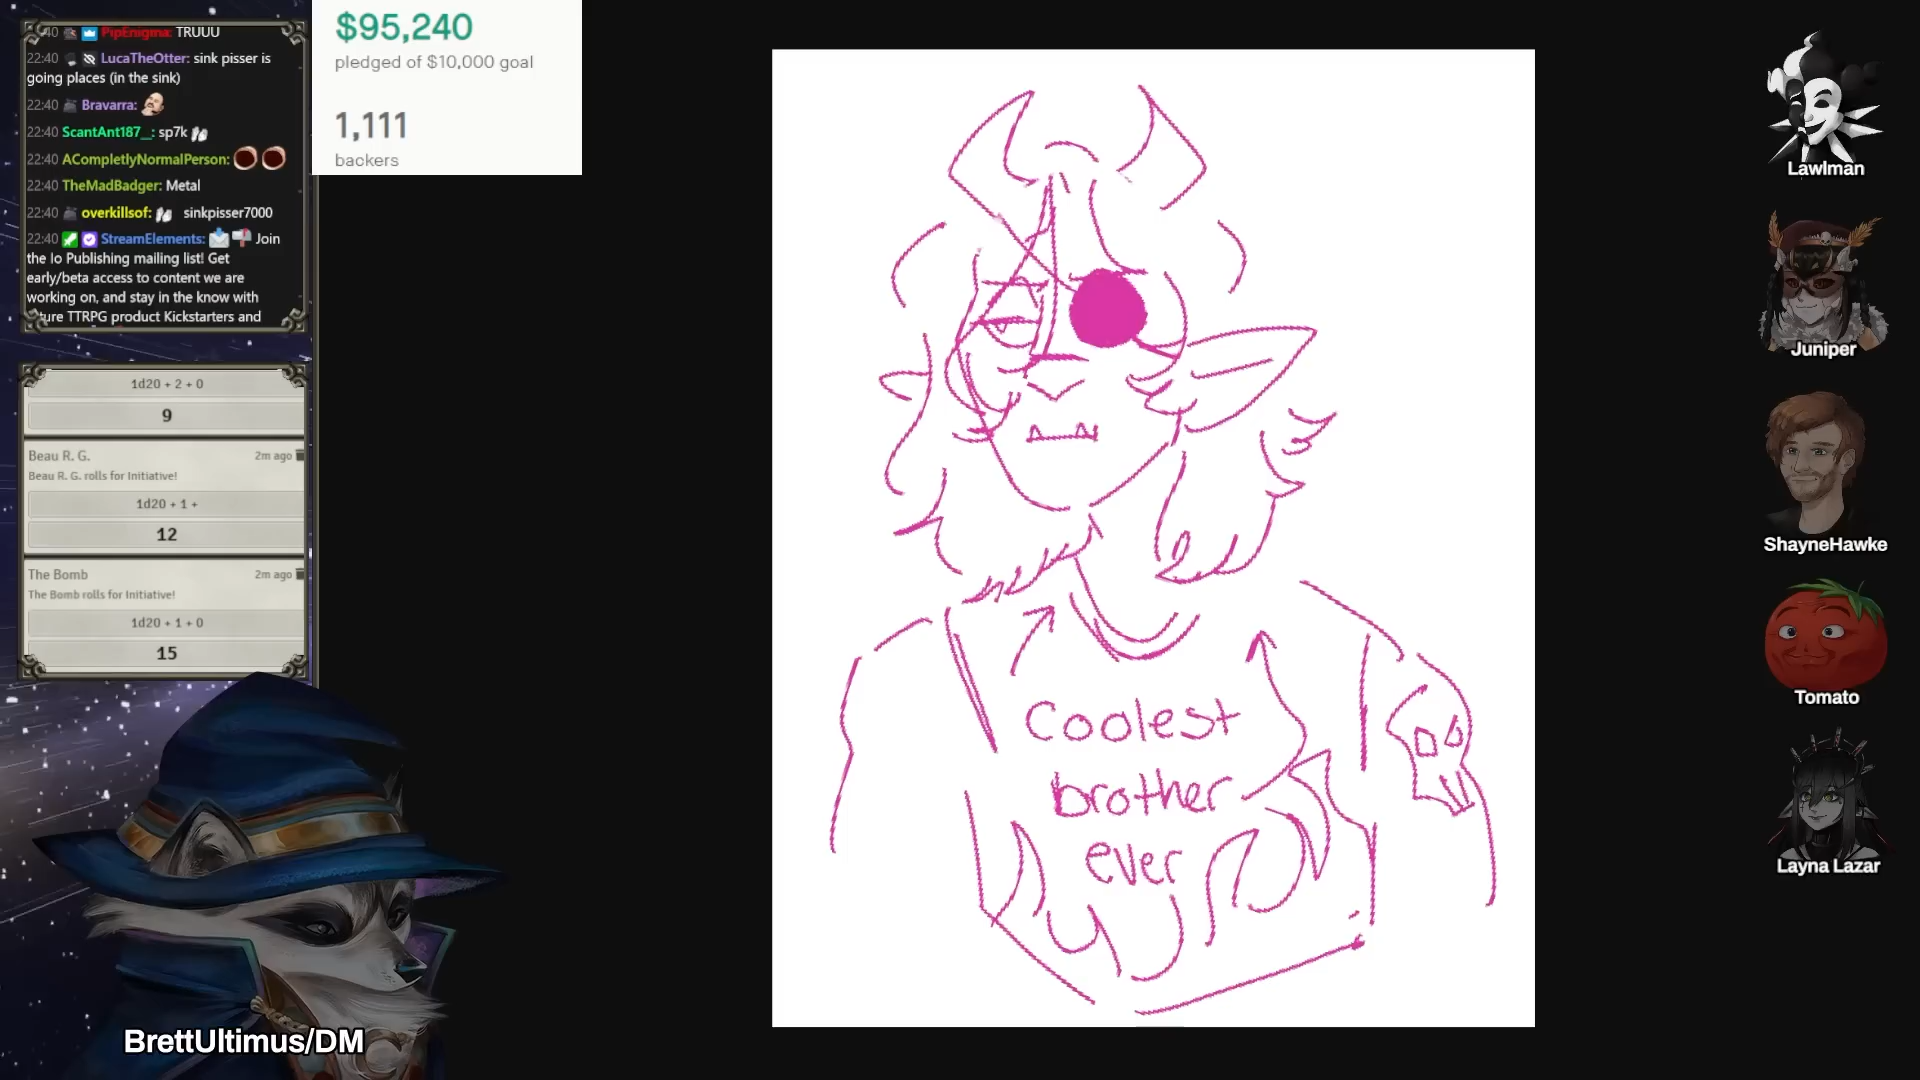 22:40 PipEnigma: TRUUU
22:40 LucaTheOtter: sink pisser is
going places (in the sink)
22:40 Bravarra:
22:40 ScantAnt187_: sp7k
22:40 ACompletlyNormalPerson:
22:40 TheMadBadger: Metal
22:40 overkillsof: sinkpisser7000
22:40 StreamElements: Join
the Io Publishing mailing list! Get
early/beta access to content we are
working on, and stay in the know with
ture TTRPG product Kickstarters and
$95,240
pledged of $10,000 goal
1,111
backers
1d20 + 2 + 0
9
Beau R. G. 2m ago
Beau R. G. rolls for Initiative!
1d20 + 1 +
12
The Bomb 2m ago
The Bomb rolls for Initiative!
1d20 + 1 + 0
15
BrettUltimus/DM
Coolest
brother
ever
Lawlman
Juniper
ShayneHawke
Tomato
Layna Lazar